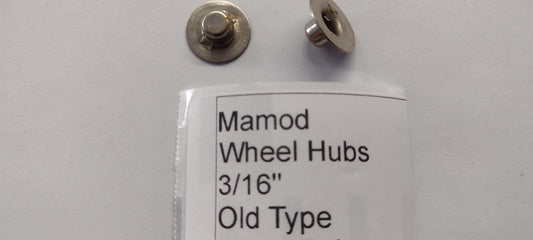 Mamod
Wheel Hubs
3/16"
Old Type